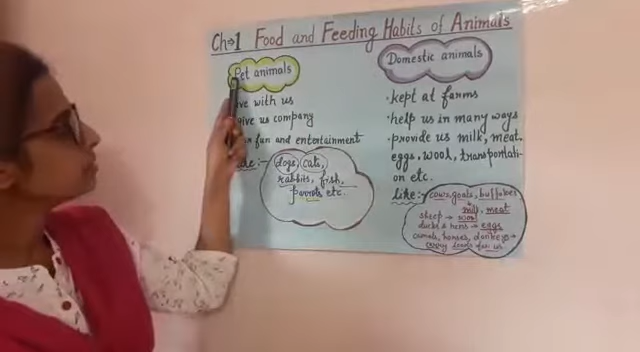 Ch⇒1 Food and Feeding Habits of Animals
Pet animals
ve with us
give us company
fun and entertainment
:- dogs, cats,
rabbits, fish,
parrots etc.
Domestic animals
·kept at farms
·help us in many ways
·provide us milk, meat
eggs, wool, transportati-
on etc.
Like:- cows, goats, buffaloes
milk, meat
sheep → wool
ducks & hens → eggs
camels, horses, donkeys →
carry loads for us